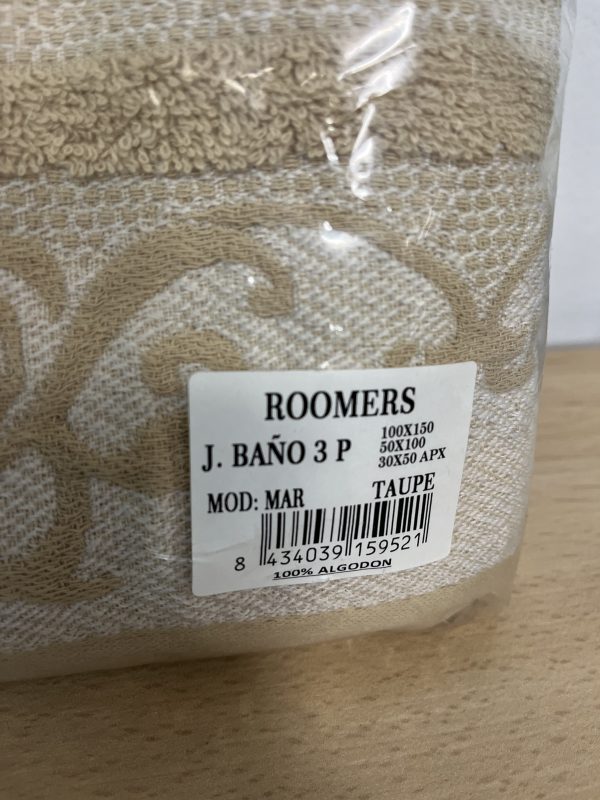 ROOMERS
J. BAÑO 3 P
100X150
50X100
30X50 APX
MOD: MAR
TAUPE
8 434039 159521
100% ALGODON